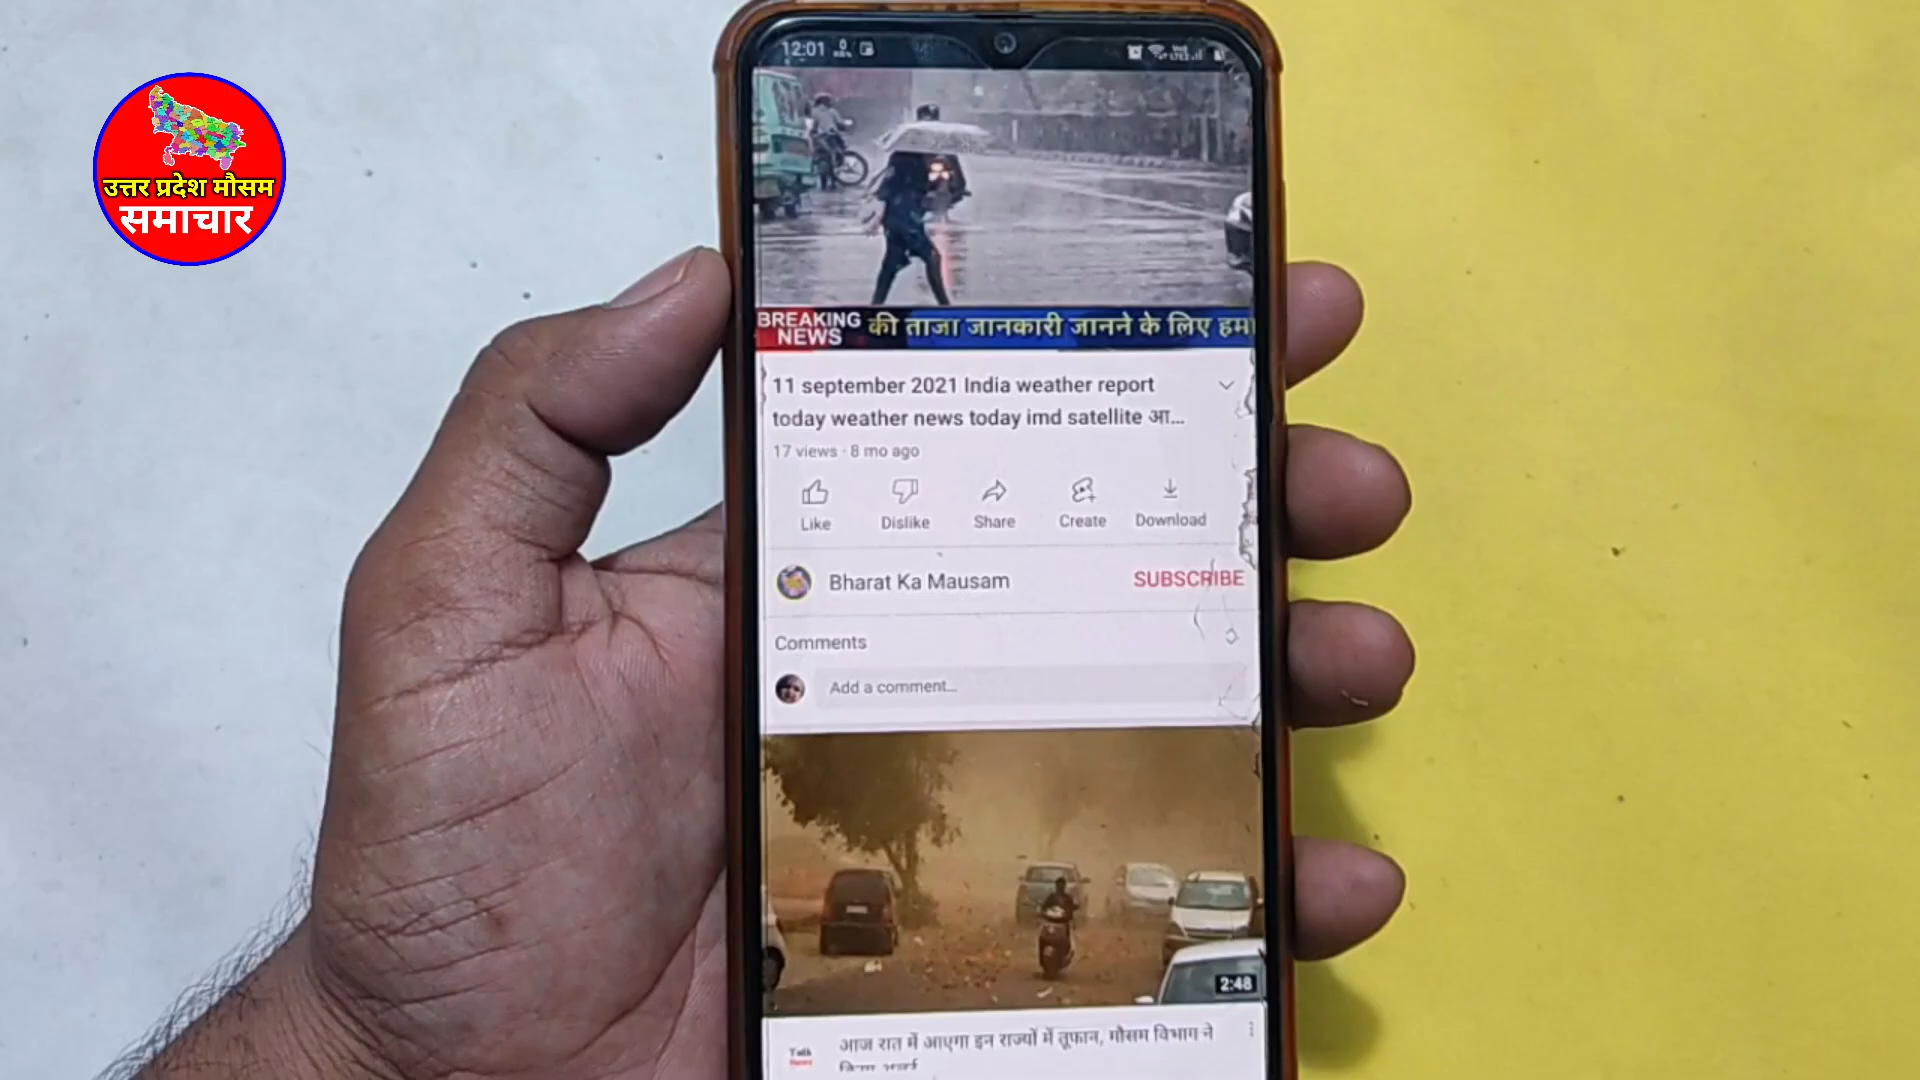 उत्तर प्रदेश मौसम
समाचार
12:01
BREAKING
NEWS
की ताजा जानकारी जानने के लिए हमा
11 september 2021 India weather report
today weather news today imd satellite आ...
17 views · 8 mo ago
Like
Dislike
Share
Create
Download
Bharat Ka Mausam
SUBSCRIBE
Comments
Add a comment...
2:48
Talk
News
आज रात में आएगा इन राज्यों में तूफान, मौसम विभाग ने